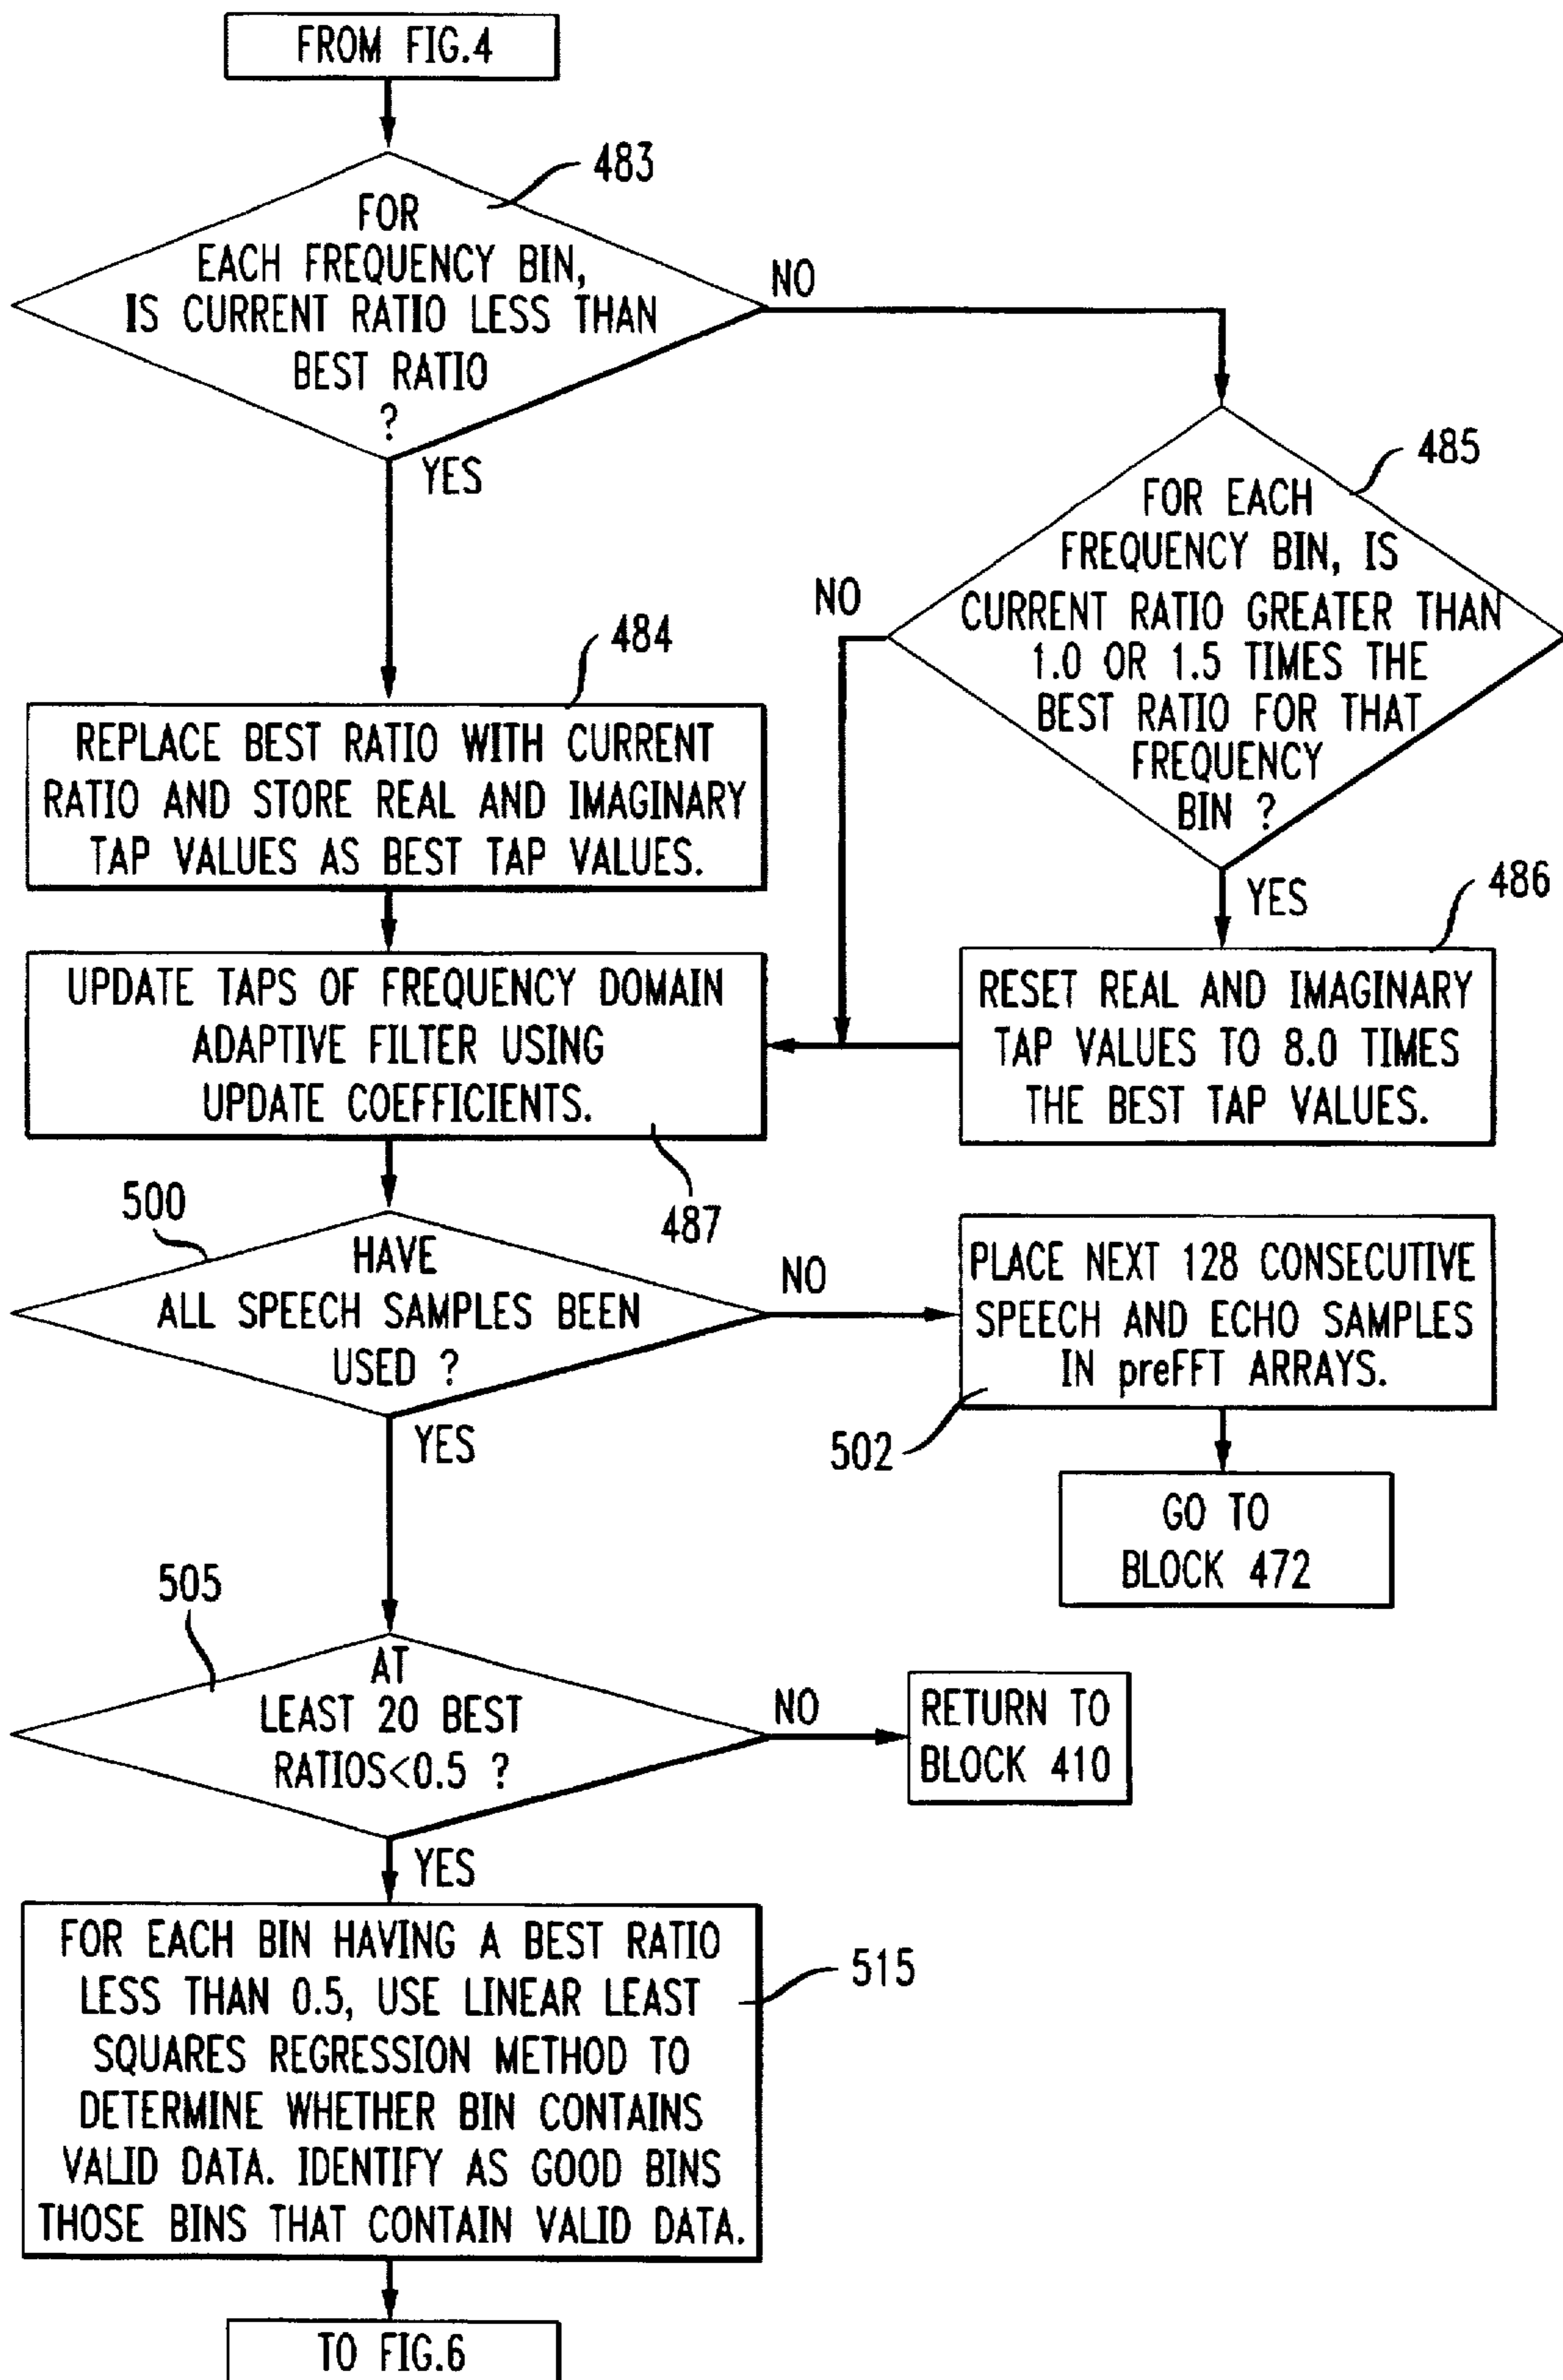 FROM FIG.4
483
FOR
EACH FREQUENCY BIN,
IS CURRENT RATIO LESS THAN
BEST RATIO
?
NO
YES
485
FOR EACH
FREQUENCY BIN, IS
CURRENT RATIO GREATER THAN
1.0 OR 1.5 TIMES THE
BEST RATIO FOR THAT
FREQUENCY
BIN ?
NO
YES
484
REPLACE BEST RATIO WITH CURRENT
RATIO AND STORE REAL AND IMAGINARY
TAP VALUES AS BEST TAP VALUES.
486
RESET REAL AND IMAGINARY
TAP VALUES TO 8.0 TIMES
THE BEST TAP VALUES.
UPDATE TAPS OF FREQUENCY DOMAIN
ADAPTIVE FILTER USING
UPDATE COEFFICIENTS.
487
500
HAVE
ALL SPEECH SAMPLES BEEN
USED ?
NO
YES
PLACE NEXT 128 CONSECUTIVE
SPEECH AND ECHO SAMPLES
IN preFFT ARRAYS.
502
GO TO
BLOCK 472
505
AT
LEAST 20 BEST
RATIOS<0.5 ?
NO
YES
RETURN TO
BLOCK 410
FOR EACH BIN HAVING A BEST RATIO
LESS THAN 0.5, USE LINEAR LEAST
SQUARES REGRESSION METHOD TO
DETERMINE WHETHER BIN CONTAINS
VALID DATA. IDENTIFY AS GOOD BINS
THOSE BINS THAT CONTAIN VALID DATA.
515
TO FIG.6